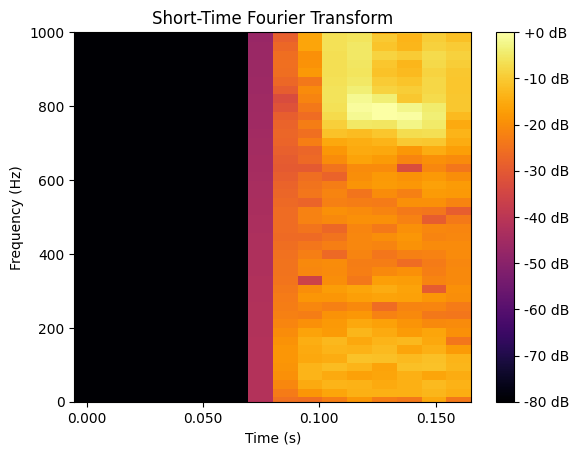 Short-Time Fourier Transform
1000
800
600
400
200
0
Frequency (Hz)
0.000
0.050
0.100
0.150
Time (s)
+0 dB
-10 dB
-20 dB
-30 dB
-40 dB
-50 dB
-60 dB
-70 dB
-80 dB